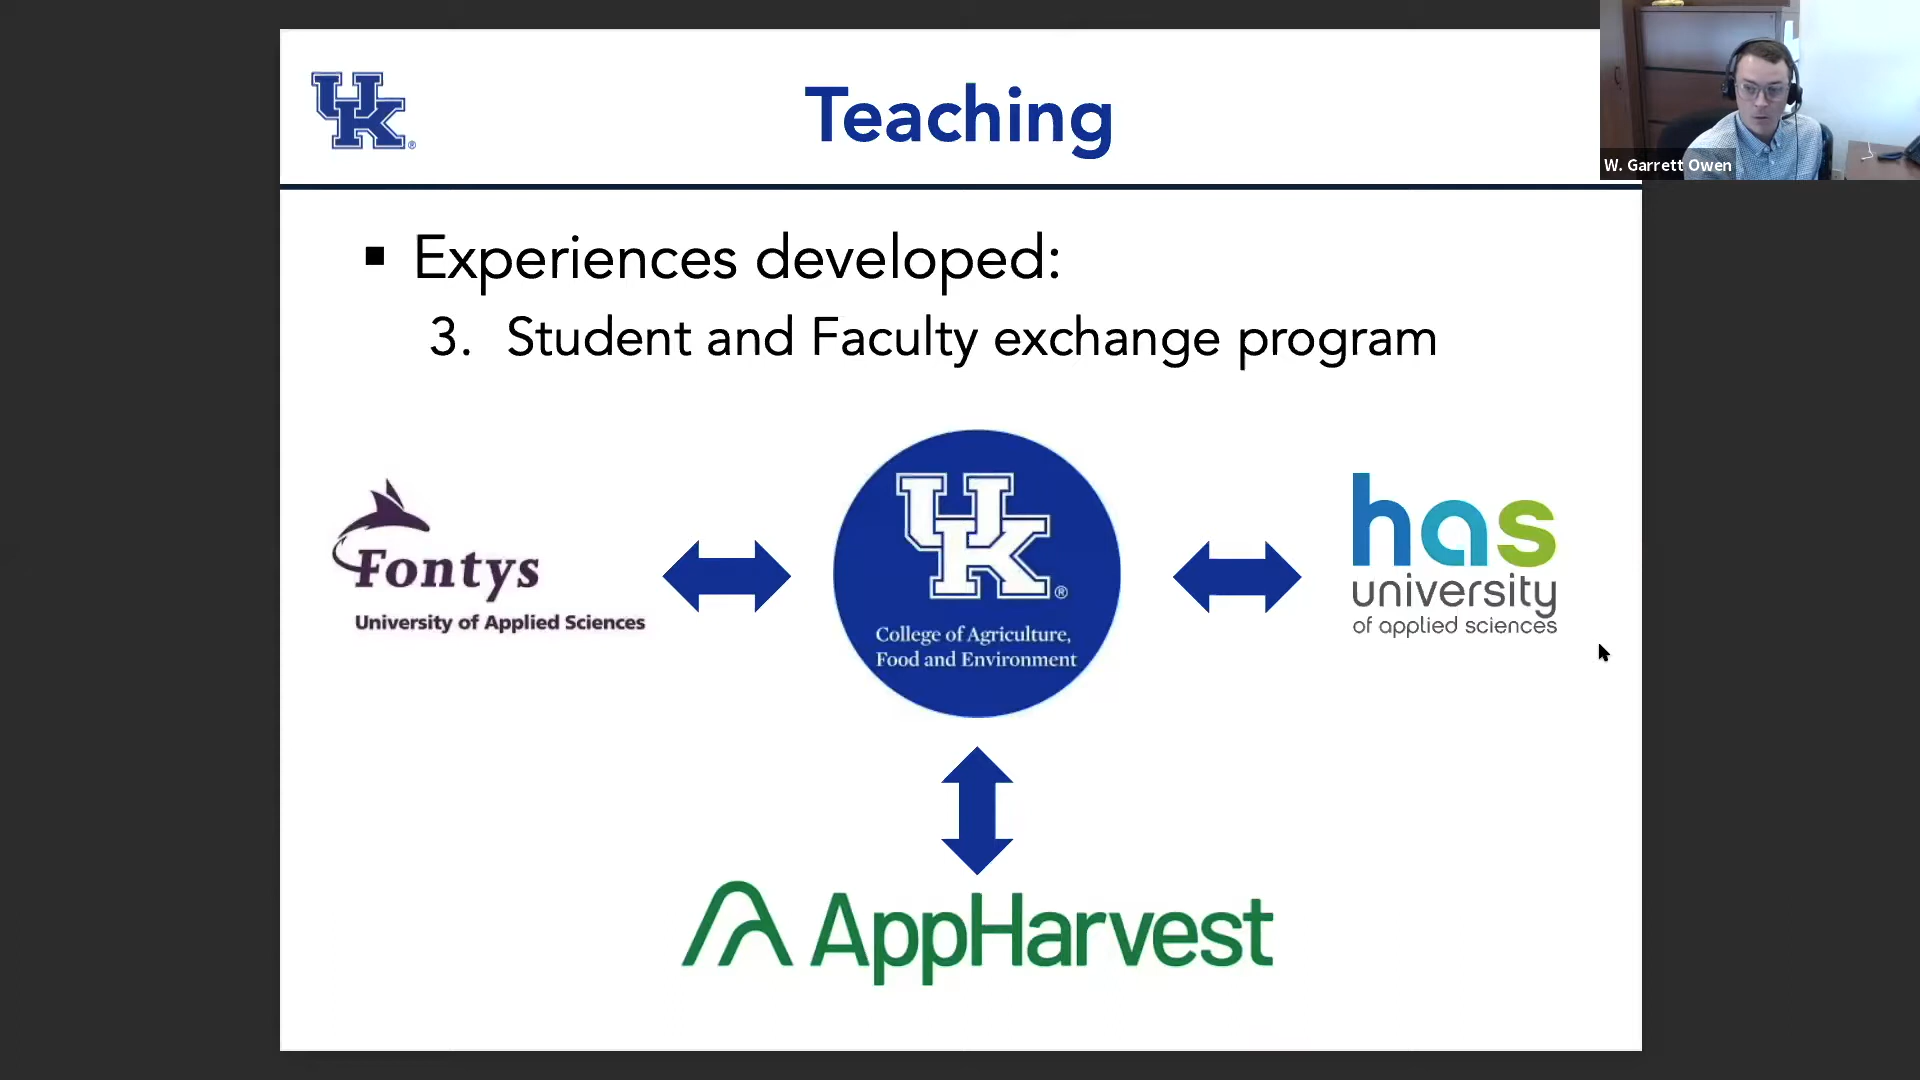 UK®
Teaching
W. Garrett Owen
▪ Experiences developed:
3. Student and Faculty exchange program
Fontys
University of Applied Sciences
UK®
College of Agriculture,
Food and Environment
has
university
of applied sciences
AppHarvest